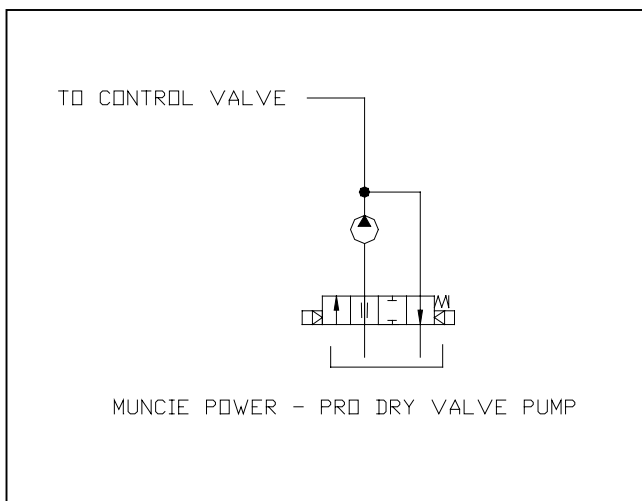 TO CONTROL VALVE
MUNCIE POWER - PRO DRY VALVE PUMP